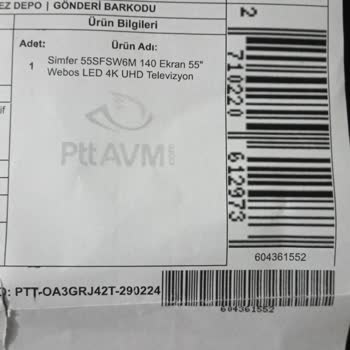 EZ DEPO | GÖNDERİ BARKODU
Ürün Bilgileri
Adet: Ürün Adı:
1 Simfer 55SFSW6M 140 Ekran 55"
Webos LED 4K UHD Televizyon
PttAVM.com
2 710220 612973
604361552
: PTT-OA3GRJ42T-290224
604361552